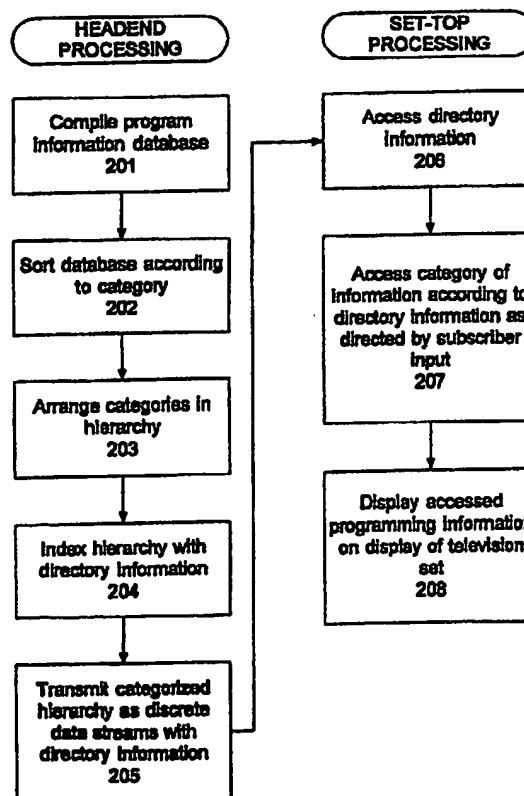 HEADEND
PROCESSING
Compile program
information database
201
Sort database according
to category
202
Arrange categories in
hierarchy
203
Index hierarchy with
directory information
204
Transmit categorized
hierarchy as discrete
data streams with
directory information
205
SET-TOP
PROCESSING
Access directory
information
206
Access category of
information according to
directory information as
directed by subscriber
input
207
Display accessed
programming information
on display of television
set
208